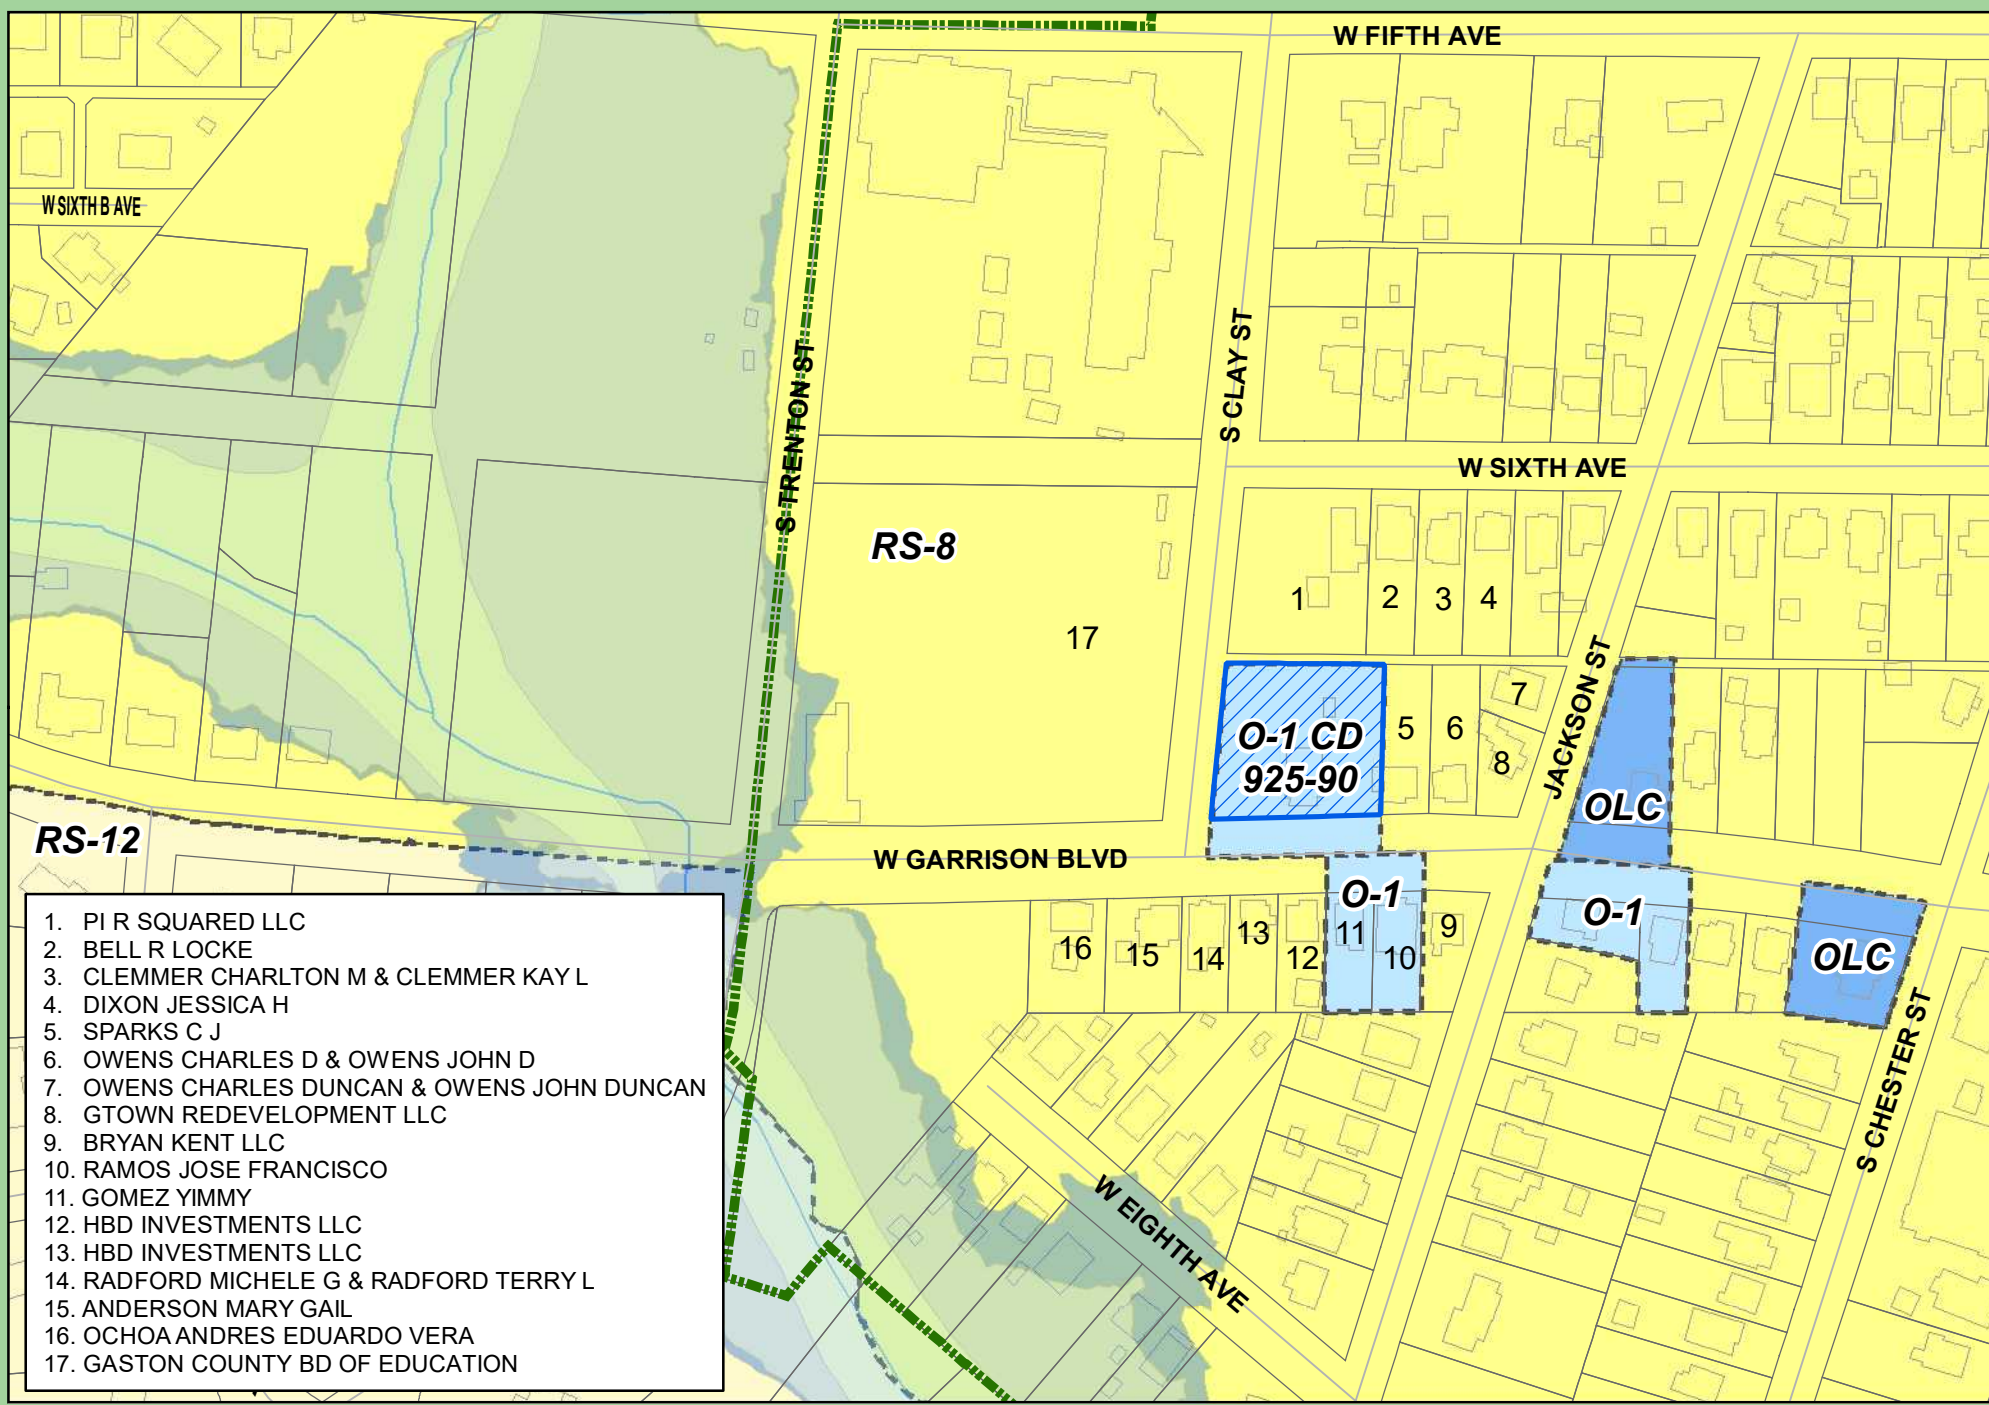 W FIFTH AVE
W SIXTH B AVE
S TRENTON ST
S CLAY ST
W SIXTH AVE
RS-8
1
2
3
4
17
JACKSON ST
7
5
6
8
O-1 CD
925-90
OLC
RS-12
W GARRISON BLVD
O-1
O-1
16
15
14
13
12
11
10
9
OLC
S CHESTER ST
W EIGHTH AVE
1. PI R SQUARED LLC
2. BELL R LOCKE
3. CLEMMER CHARLTON M & CLEMMER KAY L
4. DIXON JESSICA H
5. SPARKS C J
6. OWENS CHARLES D & OWENS JOHN D
7. OWENS CHARLES DUNCAN & OWENS JOHN DUNCAN
8. GTOWN REDEVELOPMENT LLC
9. BRYAN KENT LLC
10. RAMOS JOSE FRANCISCO
11. GOMEZ YIMMY
12. HBD INVESTMENTS LLC
13. HBD INVESTMENTS LLC
14. RADFORD MICHELE G & RADFORD TERRY L
15. ANDERSON MARY GAIL
16. OCHOA ANDRES EDUARDO VERA
17. GASTON COUNTY BD OF EDUCATION